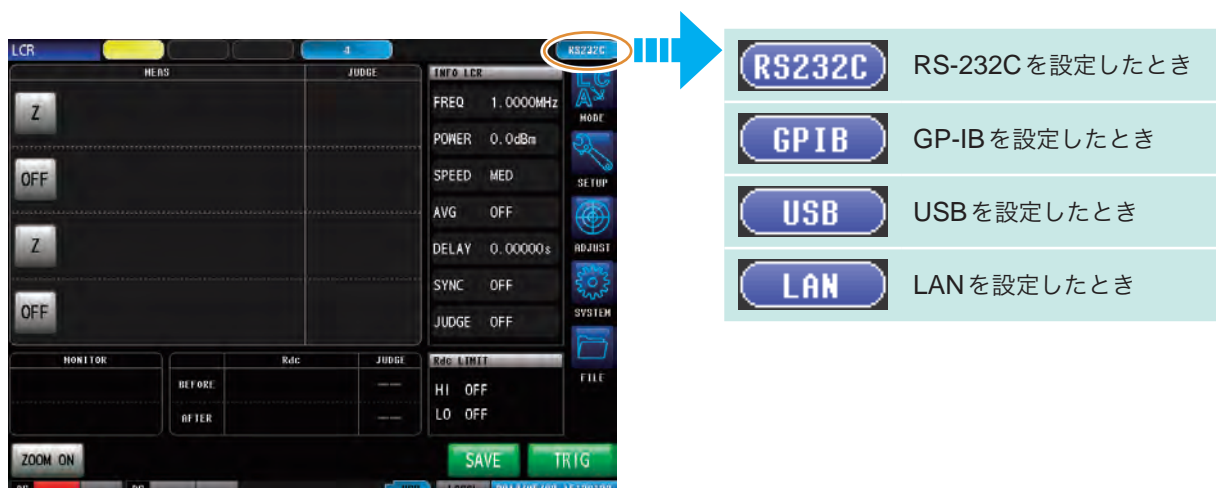 LCR
4
RS232C
MEAS JUDGE
Z
OFF
Z
OFF
INFO LCR
FREQ 1.0000MHz
POWER 0.0dBm
SPEED MED
AVG OFF
DELAY 0.00000s
SYNC OFF
JUDGE OFF
MODE
SETUP
ADJUST
SYSTEM
FILE
MONITOR
Rdc JUDGE
BEFORE ----
AFTER ----
Rdc LIMIT
HI OFF
LO OFF
ZOOM ON
SAVE
TRIG
RS232C RS-232Cを設定したとき
GPIB GP-IBを設定したとき
USB USBを設定したとき
LAN LANを設定したとき